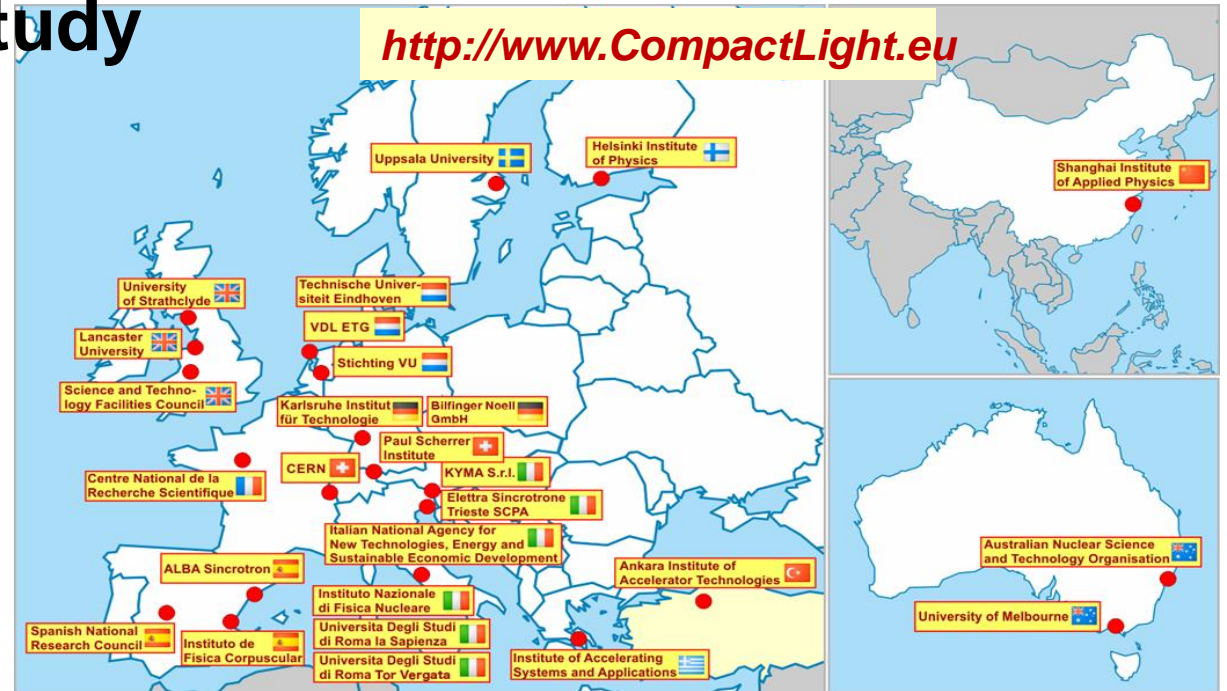 tudy
http://www.CompactLight.eu
Uppsala University
Helsinki Institute
of Physics
Shanghai Institute
of Applied Physics
University
of Strathclyde
Technische Univer-
siteit Eindhoven
VDL ETG
Lancaster
University
Stichting VU
Science and Techno-
logy Facilities Council
Karlsruhe Institut
für Technologie
Bilfinger Noell
GmbH
Paul Scherrer
Institute
CERN
KYMA S.r.l.
Centre National de la
Recherche Scientifique
Elettra Sincrotrone
Trieste SCPA
Italian National Agency for
New Technologies, Energy and
Sustainable Economic Development
ALBA Sincrotron
Ankara Institute of
Accelerator Technologies
Instituto Nazionale
di Fisica Nucleare
Universita Degli Studi
di Roma la Sapienza
Spanish National
Research Council
Instituto de
Fisica Corpuscular
Universita Degli Studi
di Roma Tor Vergata
Institute of Accelerating
Systems and Applications
Australian Nuclear Science
and Technology Organisation
University of Melbourne